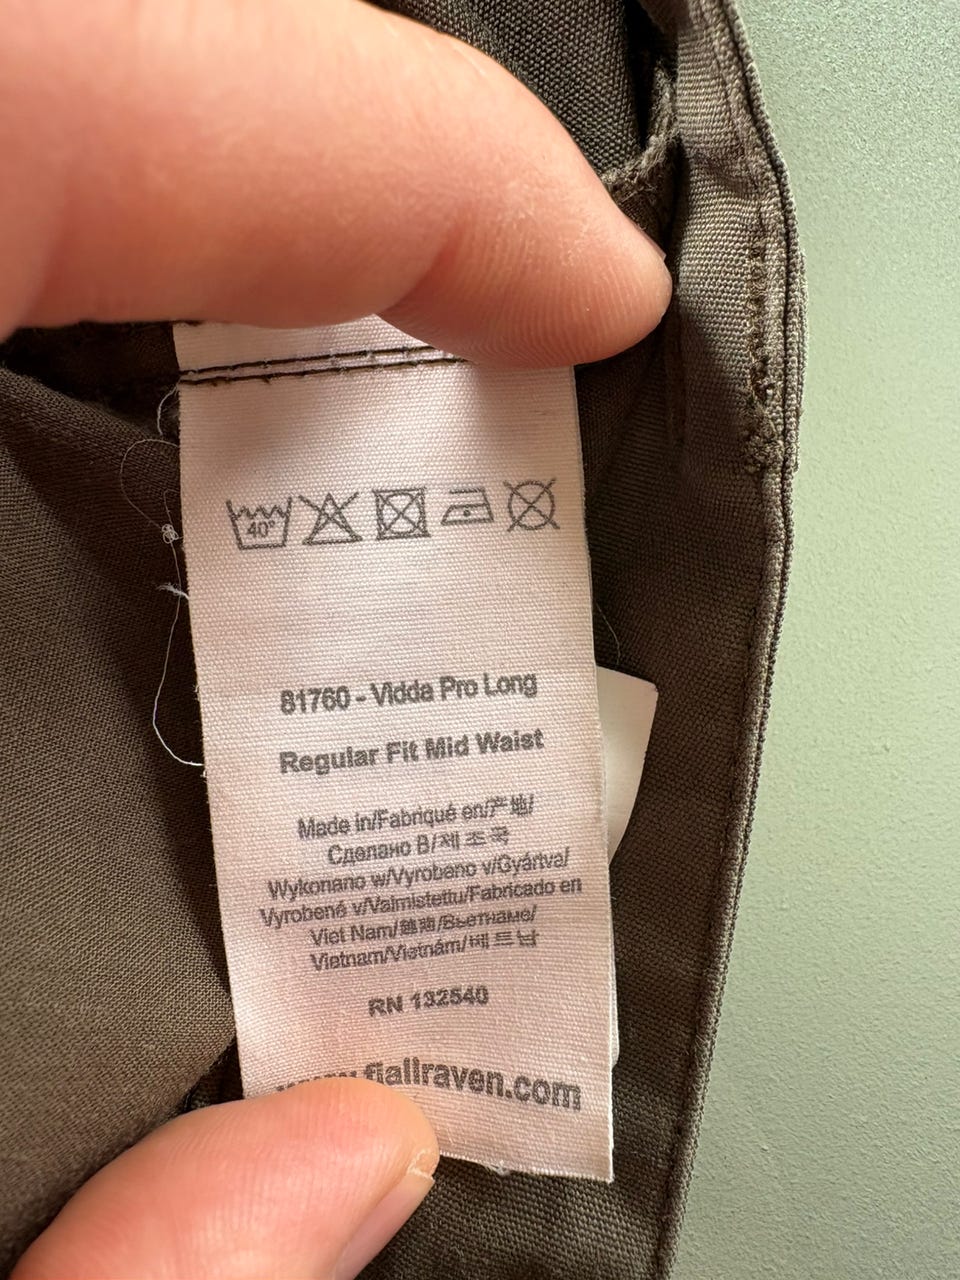 40°
81760 - Vidda Pro Long
Regular Fit Mid Waist
Made in/Fabriqué en/产地/
Сделано В/제 조 국
Wykonano w/Vyrobeno v/Gyártva/
Vyrobené v/Valmistettu/Fabricado en
Viet Nam/越南/Вьетнаме/
Vietnam/Vietnám/베 트 남
RN 132540
www.fjallraven.com